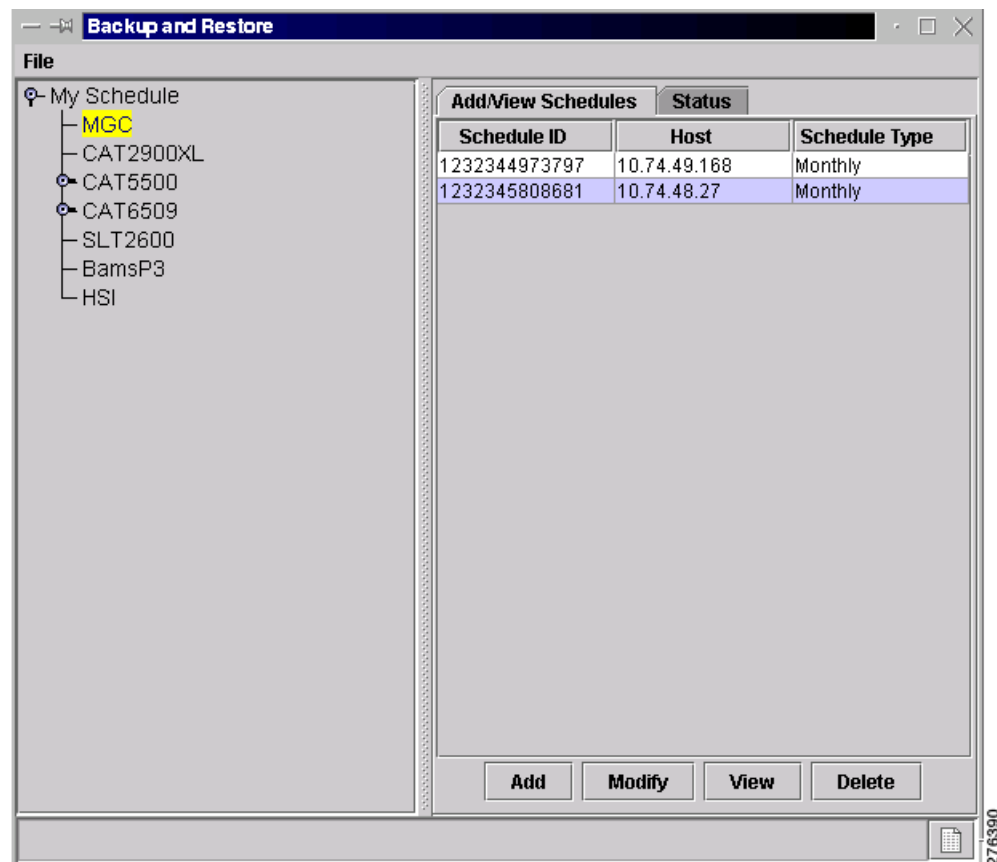 Backup and Restore
File
My Schedule
MGC
CAT2900XL
CAT5500
CAT6509
SLT2600
BamsP3
HSI
Add/View Schedules Status
Schedule ID Host Schedule Type
1232344973797 10.74.49.168 Monthly
1232345808681 10.74.48.27 Monthly
Add Modify View Delete
276390